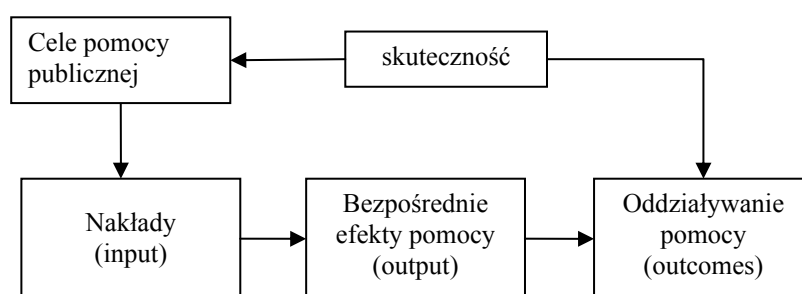 Cele pomocy
publicznej
skuteczność
Nakłady
(input)
Bezpośrednie
efekty pomocy
(output)
Oddziaływanie
pomocy
(outcomes)